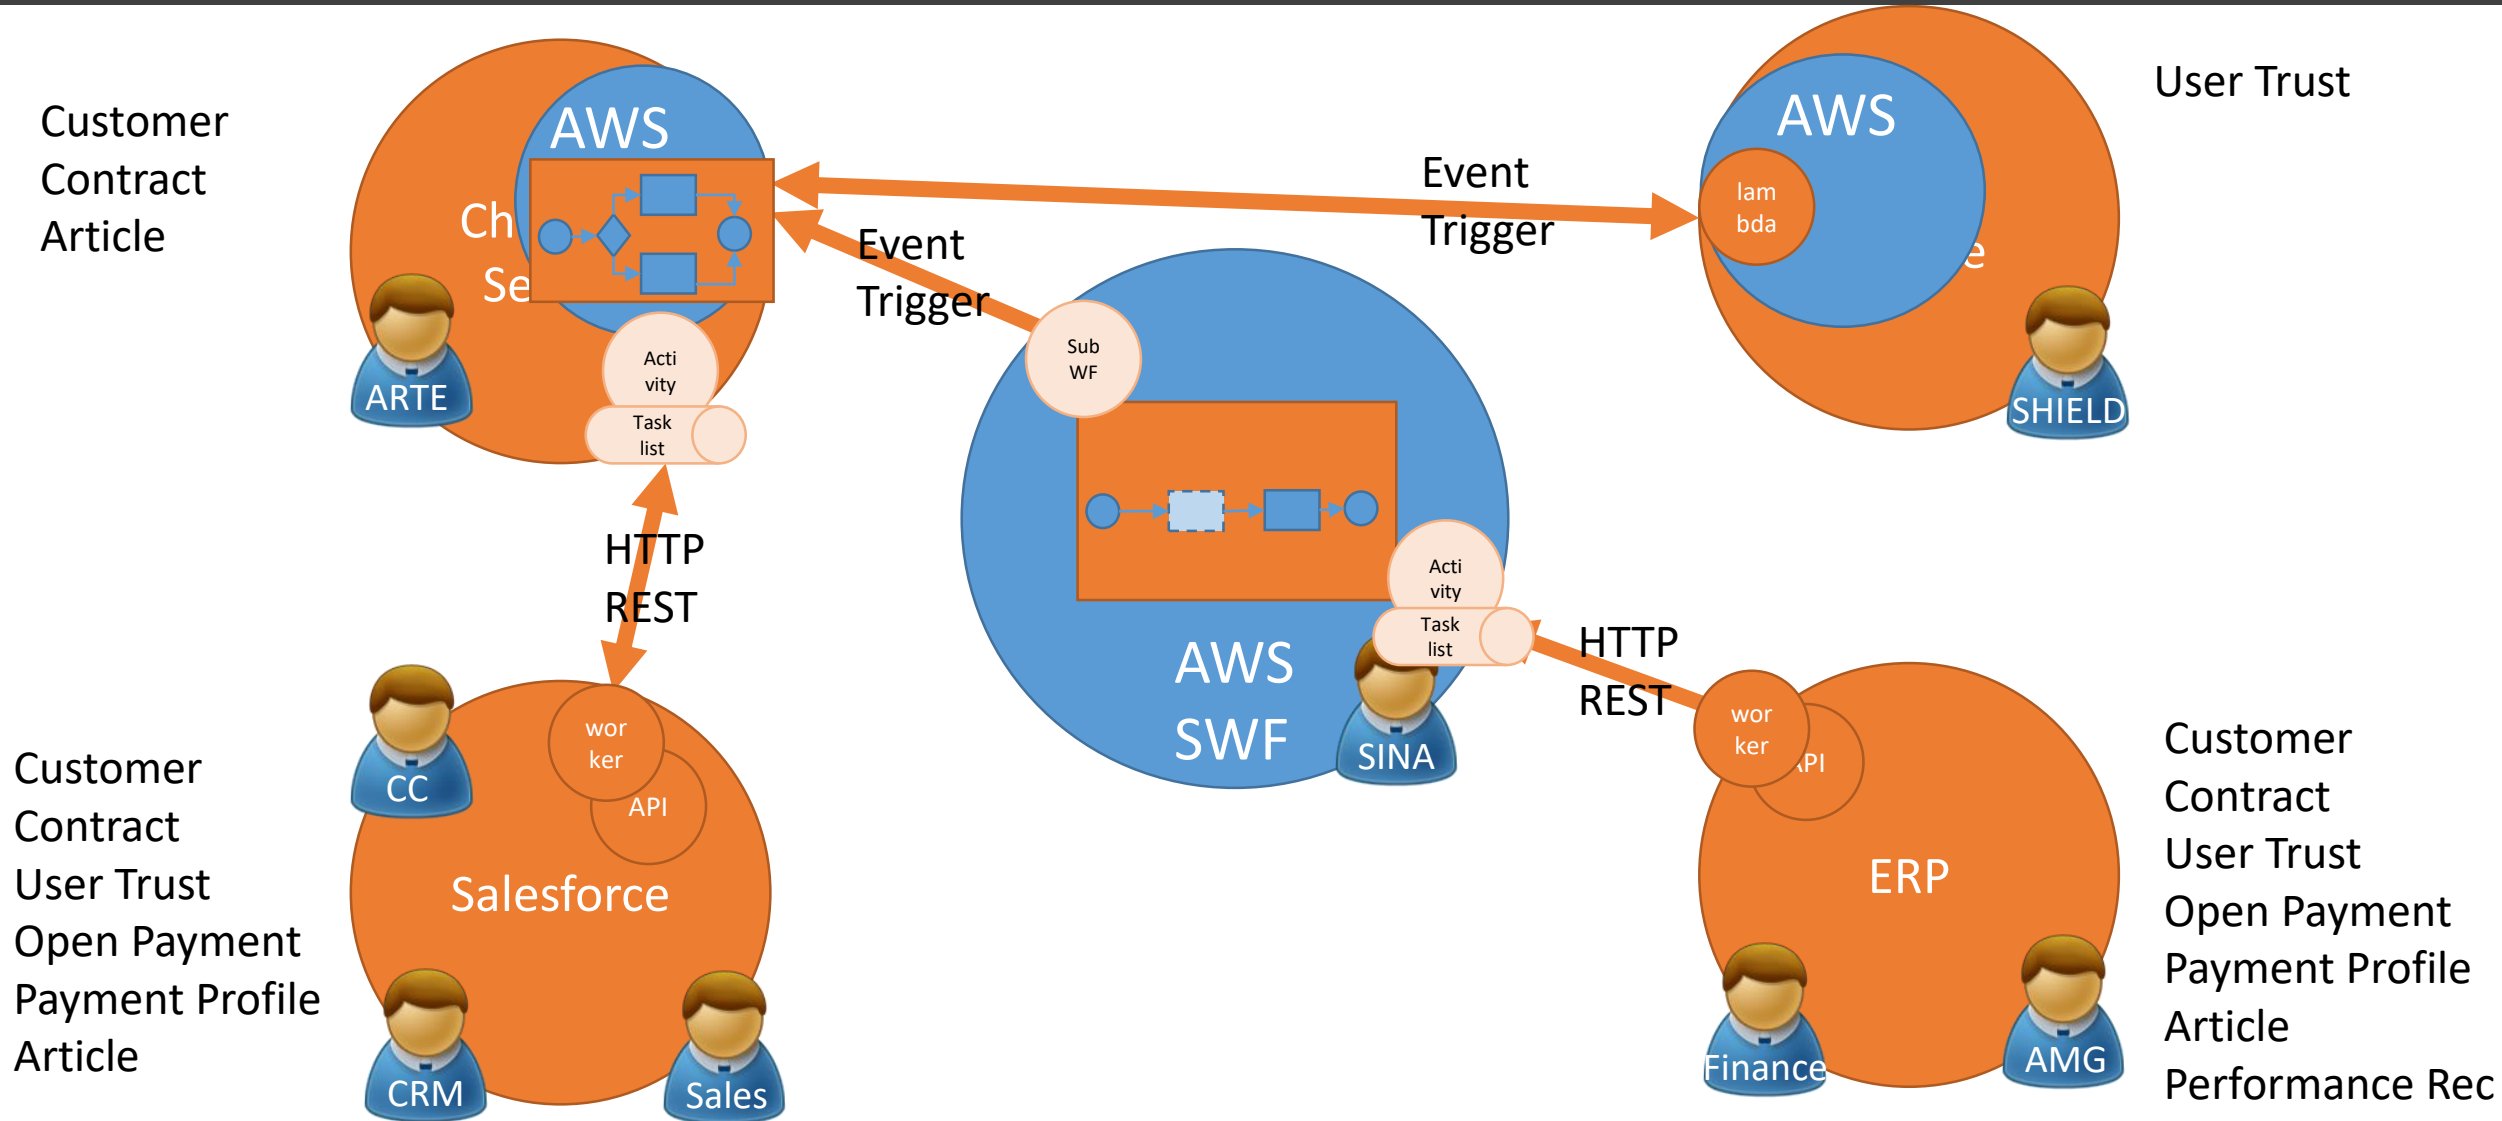 Customer
Contract
Article
AWS
Ch
Se
ARTE
Acti
vity
Task
list
Event
Trigger
Event
Trigger
AWS
lam
bda
e
SHIELD
User Trust
Sub
WF
AWS
SWF
Acti
vity
Task
list
SINA
HTTP
REST
HTTP
REST
Customer
Contract
User Trust
Open Payment
Payment Profile
Article
CC
wor
ker
API
Salesforce
CRM
Sales
wor
ker
API
ERP
Finance
AMG
Customer
Contract
User Trust
Open Payment
Payment Profile
Article
Performance Rec